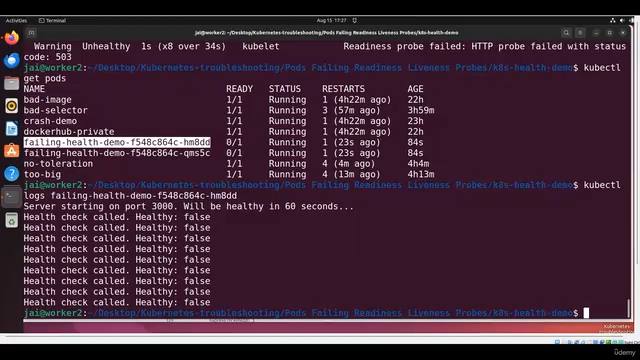 Activities
Terminal
Aug 15 17:27
jai@worker2: ~/Desktop/Kubernetes-troubleshooting/Pods Failing Readiness Liveness Probes/k8s-health-demo
Warning Unhealthy 1s (x8 over 34s) kubelet Readiness probe failed: HTTP probe failed with status
code: 503
jai@worker2:~/Desktop/Kubernetes-troubleshooting/Pods Failing Readiness Liveness Probes/k8s-health-demo$ kubectl
get pods
NAME READY STATUS RESTARTS AGE
bad-image 1/1 Running 1 (4h22m ago) 22h
bad-selector 1/1 Running 3 (57m ago) 3h59m
crash-demo 1/1 Running 1 (4h22m ago) 23h
dockerhub-private 1/1 Running 1 (4h22m ago) 22h
failing-health-demo-f548c864c-hm8dd 0/1 Running 1 (23s ago) 84s
failing-health-demo-f548c864c-qms5c 0/1 Running 1 (23s ago) 84s
no-toleration 1/1 Running 4 (4m ago) 4h4m
too-big 1/1 Running 4 (13m ago) 4h13m
jai@worker2:~/Desktop/Kubernetes-troubleshooting/Pods Failing Readiness Liveness Probes/k8s-health-demo$ kubectl
logs failing-health-demo-f548c864c-hm8dd
Server starting on port 3000. Will be healthy in 60 seconds...
Health check called. Healthy: false
Health check called. Healthy: false
Health check called. Healthy: false
Health check called. Healthy: false
Health check called. Healthy: false
Health check called. Healthy: false
Health check called. Healthy: false
Health check called. Healthy: false
Health check called. Healthy: false
jai@worker2:~/Desktop/Kubernetes-troubleshooting/Pods Failing Readiness Liveness Probes/k8s-health-demo$
Kubernetes-
troubleshooting
udemy